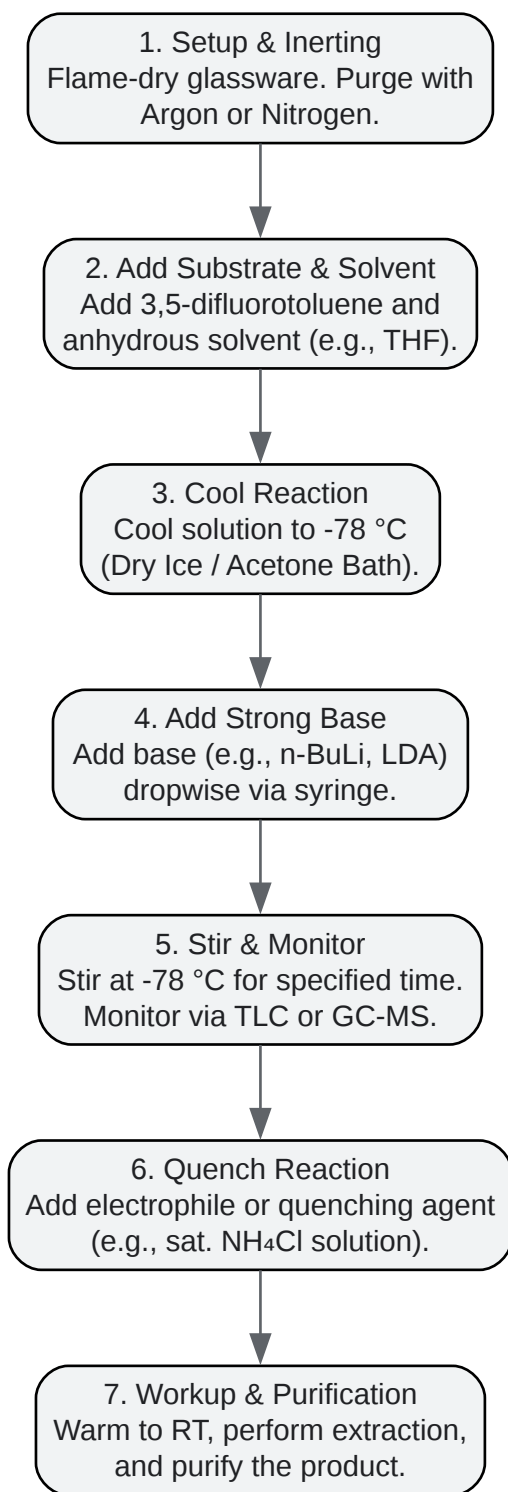 1. Setup & Inerting
Flame-dry glassware. Purge with
Argon or Nitrogen.
2. Add Substrate & Solvent
Add 3,5-difluorotoluene and
anhydrous solvent (e.g., THF).
3. Cool Reaction
Cool solution to -78 °C
(Dry Ice / Acetone Bath).
4. Add Strong Base
Add base (e.g., n-BuLi, LDA)
dropwise via syringe.
5. Stir & Monitor
Stir at -78 °C for specified time.
Monitor via TLC or GC-MS.
6. Quench Reaction
Add electrophile or quenching agent
(e.g., sat. NH₄Cl solution).
7. Workup & Purification
Warm to RT, perform extraction,
and purify the product.